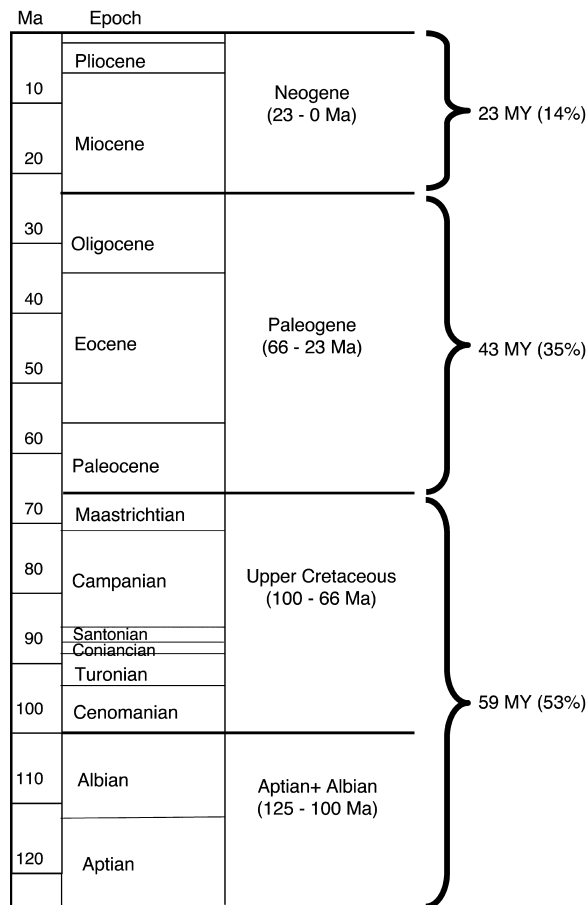 Ma Epoch
Pliocene
10
Neogene
(23 - 0 Ma)
23 MY (14%)
Miocene
20
30
Oligocene
40
Paleogene
(66 - 23 Ma)
Eocene
43 MY (35%)
50
60
Paleocene
70
Maastrichtian
80
Campanian
Upper Cretaceous
(100 - 66 Ma)
Santonian
90
Coniancian
Turonian
100
Cenomanian
59 MY (53%)
110
Albian
Aptian+ Albian
(125 - 100 Ma)
120
Aptian